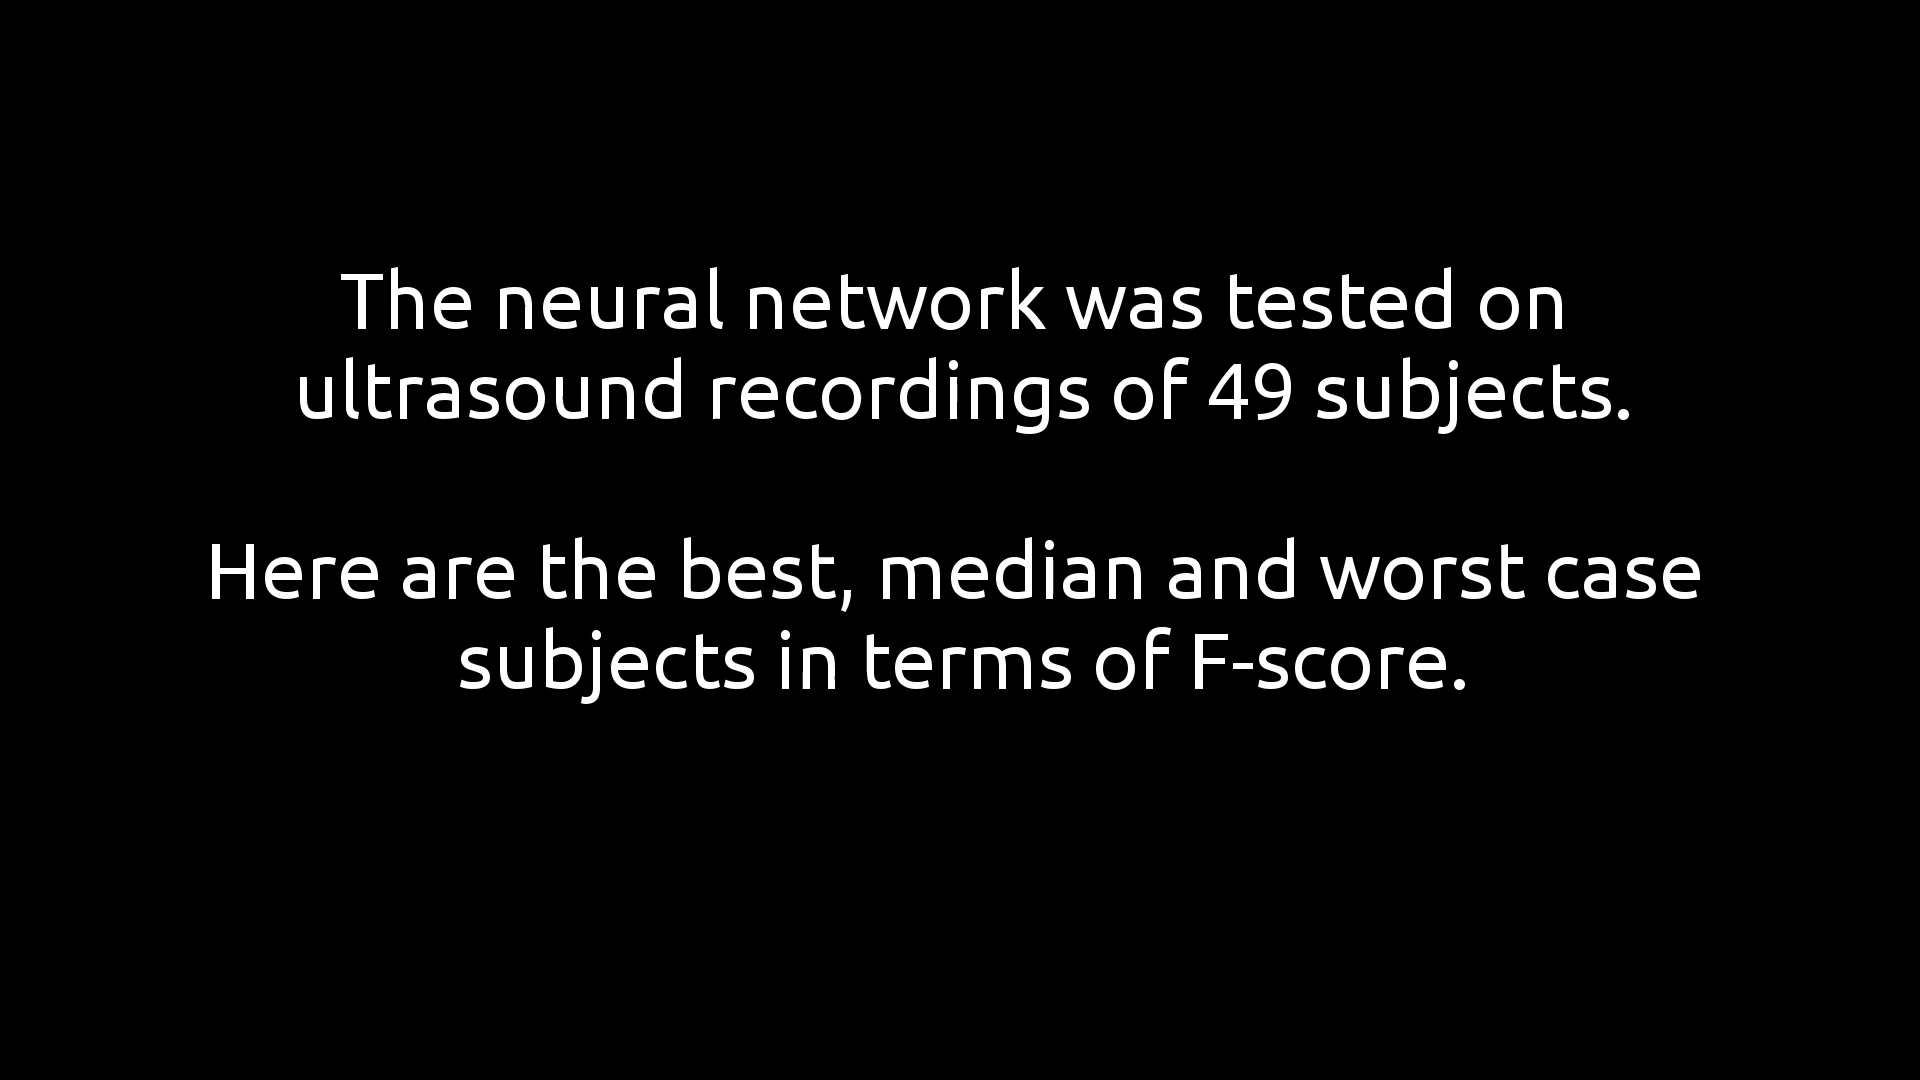 The neural network was tested on
ultrasound recordings of 49 subjects.
Here are the best, median and worst case
subjects in terms of F-score.